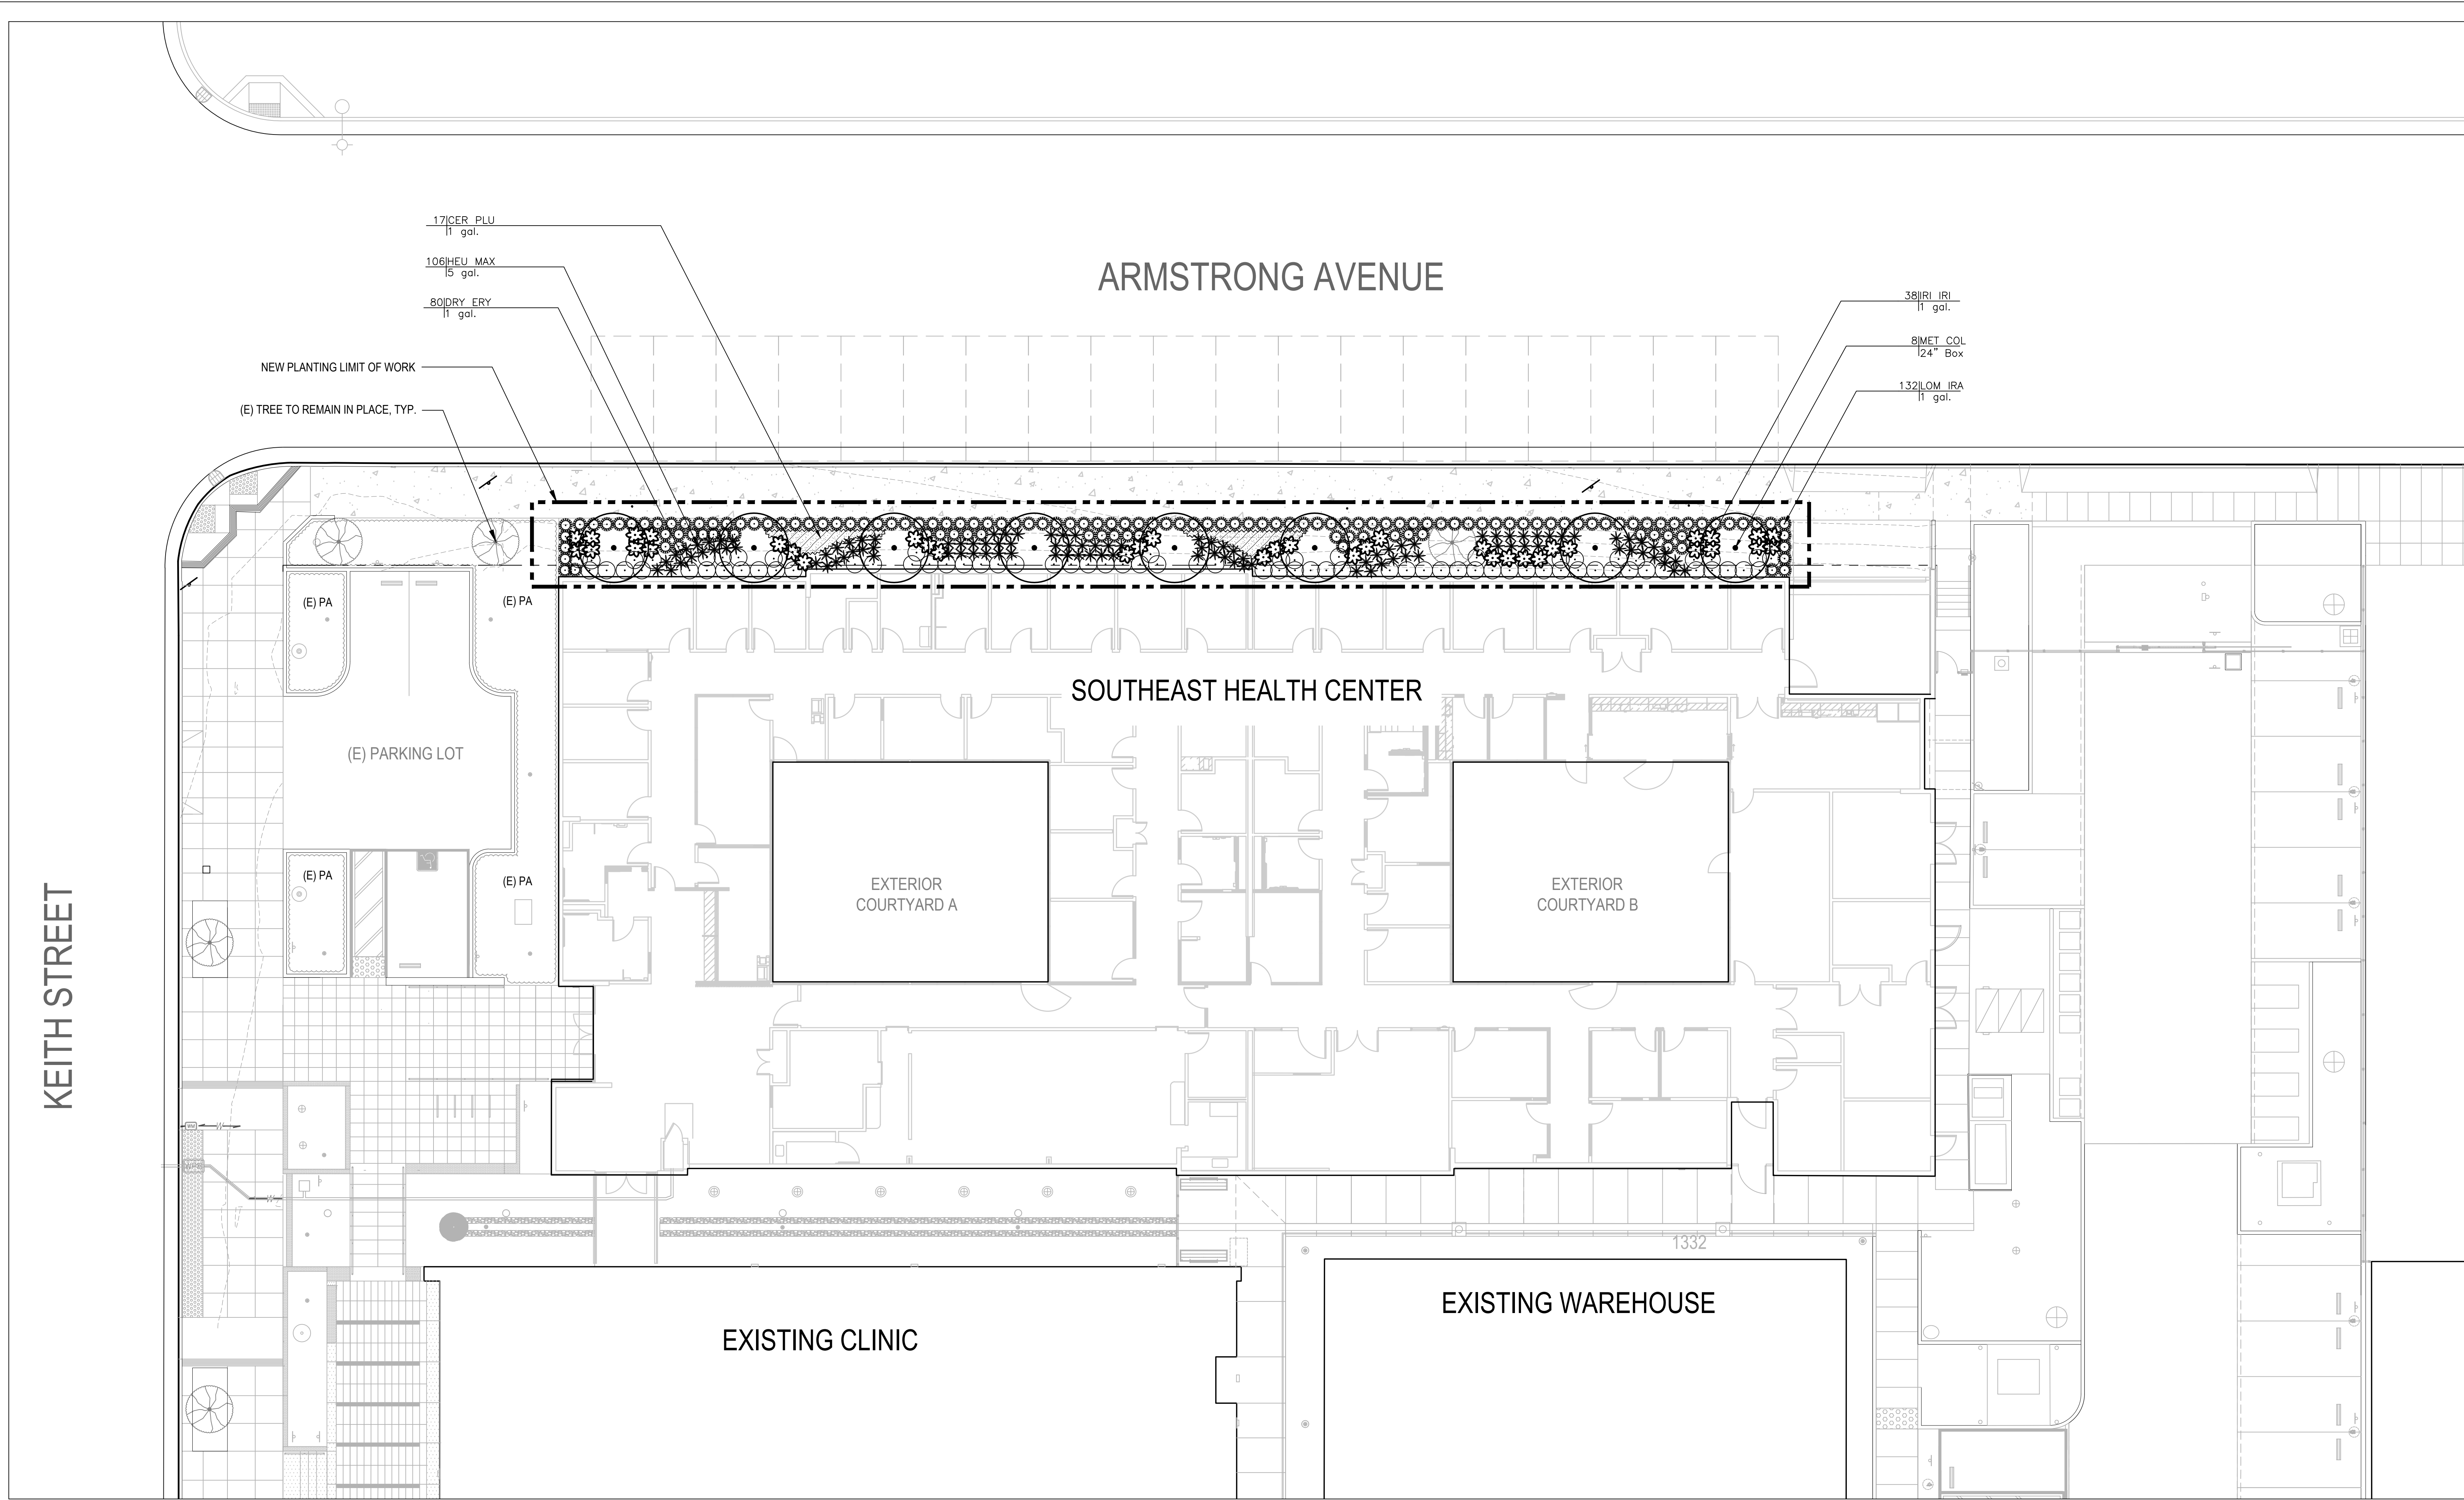 17 CER PLU
1 gal.
106 HEU MAX
5 gal.
80 DRY ERY
1 gal.
NEW PLANTING LIMIT OF WORK
(E) TREE TO REMAIN IN PLACE, TYP.
ARMSTRONG AVENUE
38 IRI IRI
1 gal.
8 MET COL
24" Box
132 LOM IRA
1 gal.
(E) PA
(E) PA
SOUTHEAST HEALTH CENTER
(E) PARKING LOT
(E) PA
(E) PA
EXTERIOR
COURTYARD A
EXTERIOR
COURTYARD B
KEITH STREET
1332
EXISTING WAREHOUSE
EXISTING CLINIC